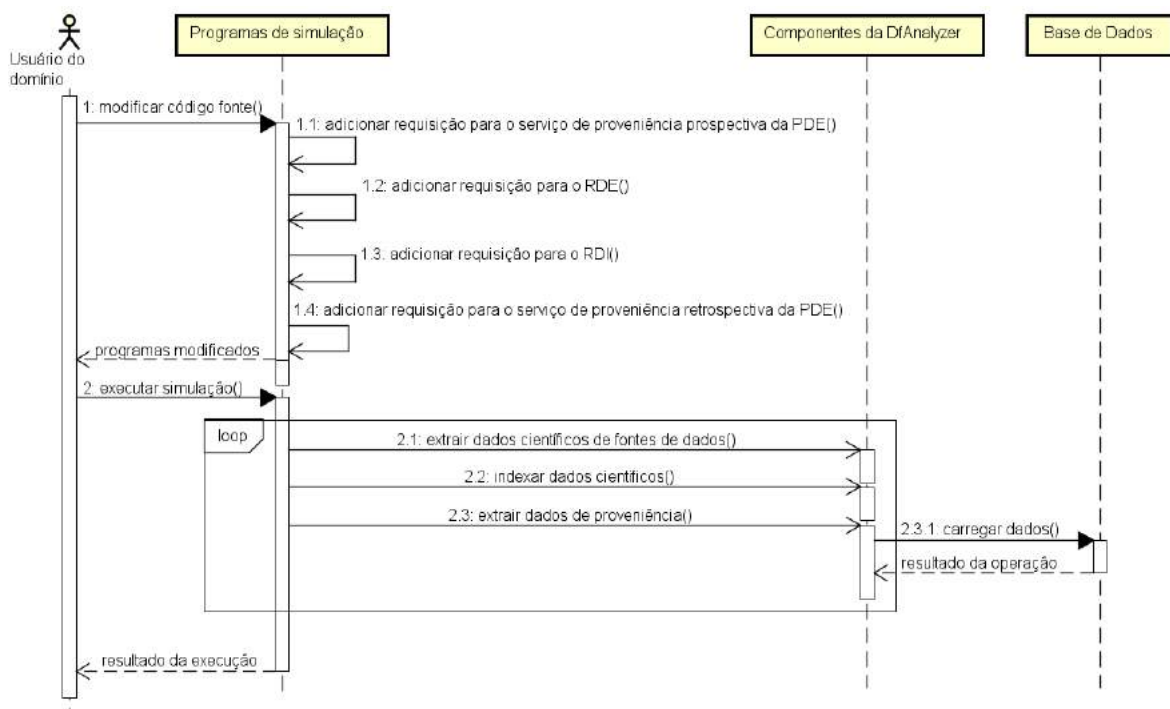 Programas de simulação
Componentes da DfAnalyzer
Base de Dados
Usuário do
domínio
1: modificar código fonte()
1.1: adicionar requisição para o serviço de proveniência prospectiva da PDE()
1.2: adicionar requisição para o RDE()
1.3: adicionar requisição para o RDI()
1.4: adicionar requisição para o serviço de proveniência retrospectiva da PDE()
programas modificados
2: executar simulação()
loop
2.1: extrair dados científicos de fontes de dados()
2.2: indexar dados científicos()
2.3: extrair dados de proveniência()
2.3.1: carregar dados()
resultado da operação
resultado da execução